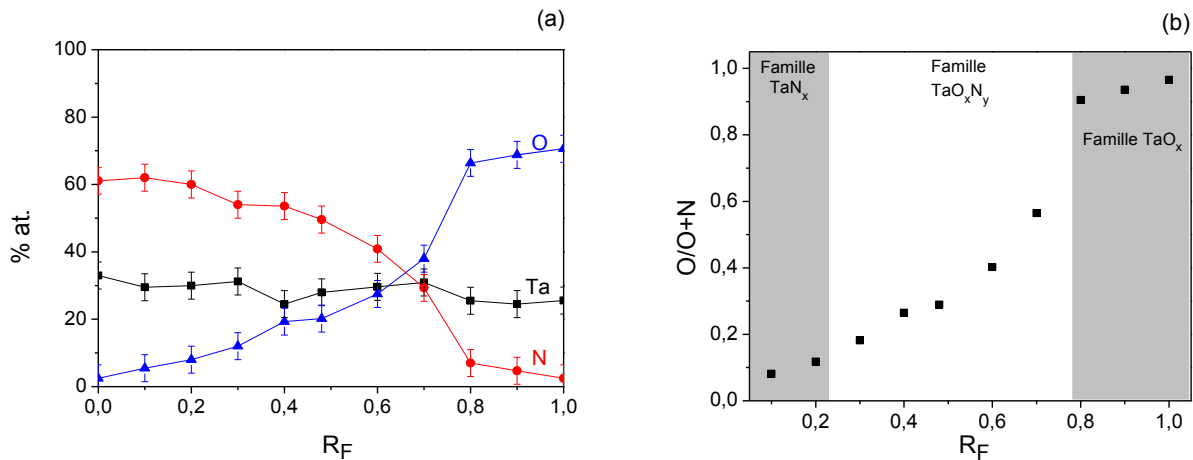 (a)
100
80
60
40
20
0
% at.
O
Ta
N
0,0 0,2 0,4 0,6 0,8 1,0
R_F
(b)
1,0
0,8
0,6
0,4
0,2
0,0
O/O+N
Famille
TaN_x
Famille
TaO_xN_y
Famille TaO_x
0,2 0,4 0,6 0,8 1,0
R_F